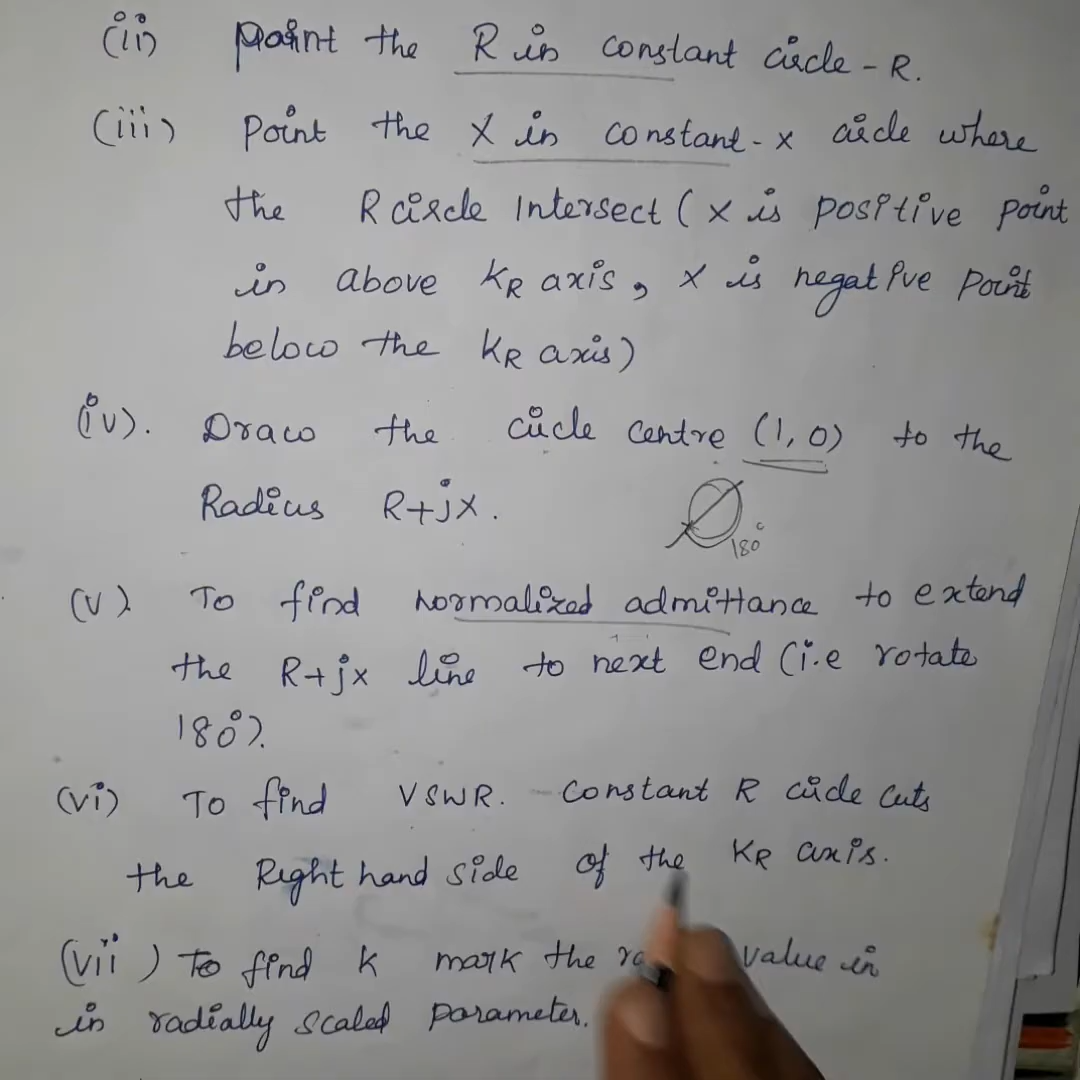 (ii) point the R in constant circle - R.
(iii) Point the X in constant - x circle where
the R circle Intersect ( x is positive point
in above KR axis, x is negative point
below the KR axis)
(iv). Draw the circle centre (1, 0) to the
Radius R+jx.
180°
(v). To find normalized admittance to extend
the R+jx line to next end (i.e rotate
180°).
(vi) To find VSWR. Constant R circle cuts
the Right hand side of the KR axis.
(vii) To find k mark the value in
in radially scaled parameter.